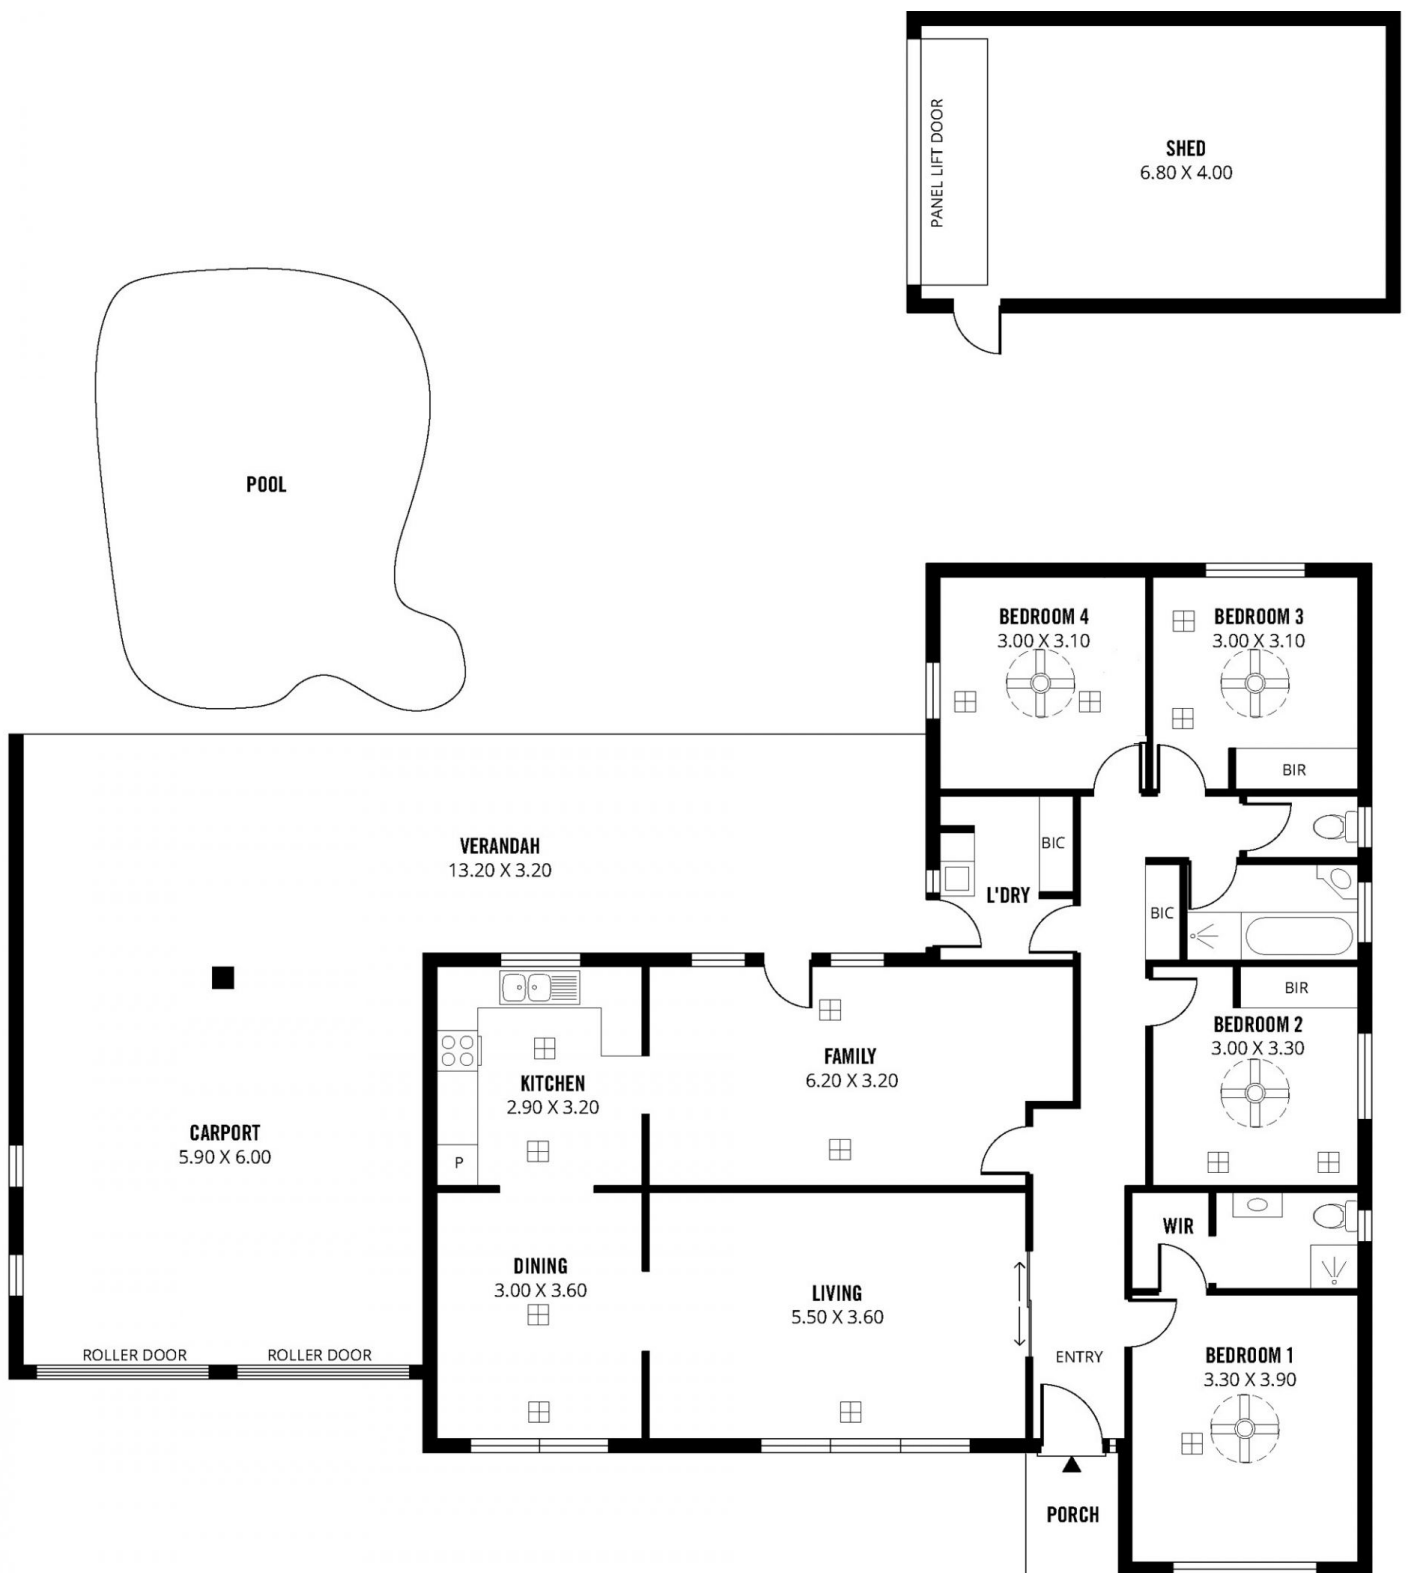 PANEL LIFT DOOR
SHED
6.80 X 4.00
POOL
BEDROOM 4
3.00 X 3.10
BEDROOM 3
3.00 X 3.10
BIR
VERANDAH
13.20 X 3.20
BIC
L'DRY
BIC
BIR
BEDROOM 2
3.00 X 3.30
FAMILY
6.20 X 3.20
KITCHEN
2.90 X 3.20
P
CARPORT
5.90 X 6.00
WIR
DINING
3.00 X 3.60
LIVING
5.50 X 3.60
ROLLER DOOR
ROLLER DOOR
ENTRY
BEDROOM 1
3.30 X 3.90
PORCH